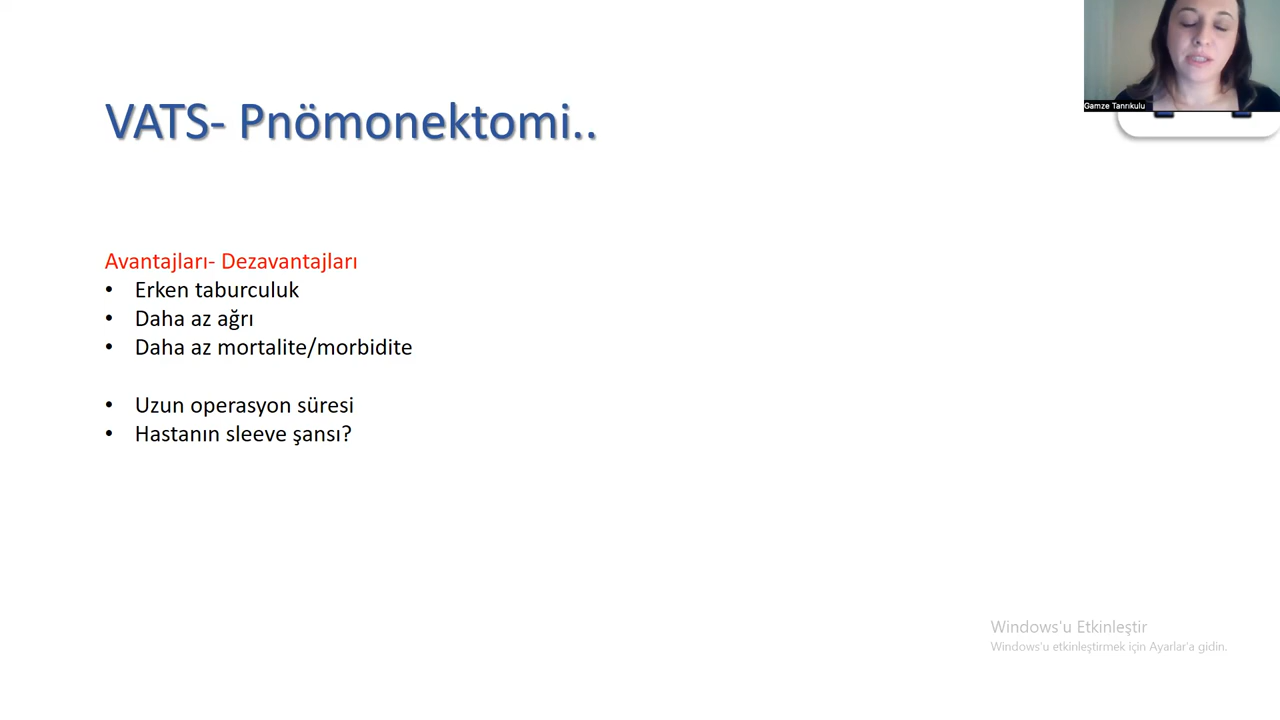 Gamze Tanrıkulu
VATS- Pnömonektomi..
Avantajları- Dezavantajları
• Erken taburculuk
• Daha az ağrı
• Daha az mortalite/morbidite
• Uzun operasyon süresi
• Hastanın sleeve şansı?
Windows'u Etkinleştir
Windows'u etkinleştirmek için Ayarlar'a gidin.